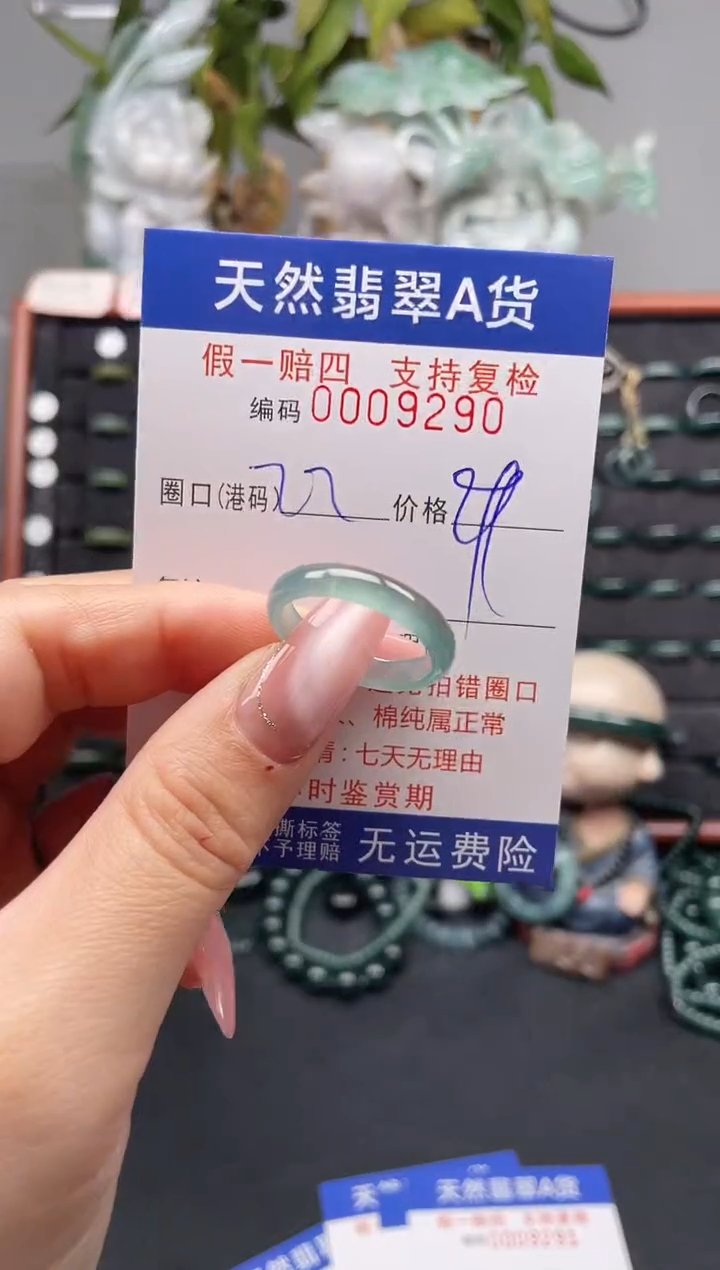 天然翡翠A货
假一赔四 支持复检
编码 0009290
圈口(港码) 22 价格
拍错圈口
、棉纯属正常
情:七天无理由
时鉴赏期
撕标签
不予理赔
无运费险
天然翡翠A货
0009291